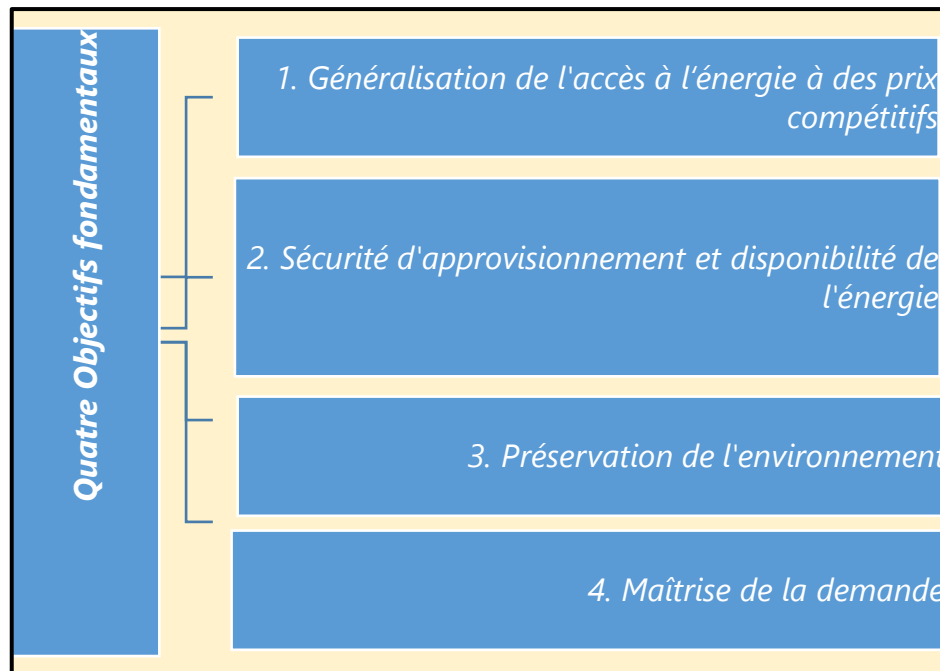 Quatre Objectifs fondamentaux
1. Généralisation de l'accès à l’énergie à des prix
compétitifs
2. Sécurité d'approvisionnement et disponibilité de
l'énergie
3. Préservation de l'environnement
4. Maîtrise de la demande